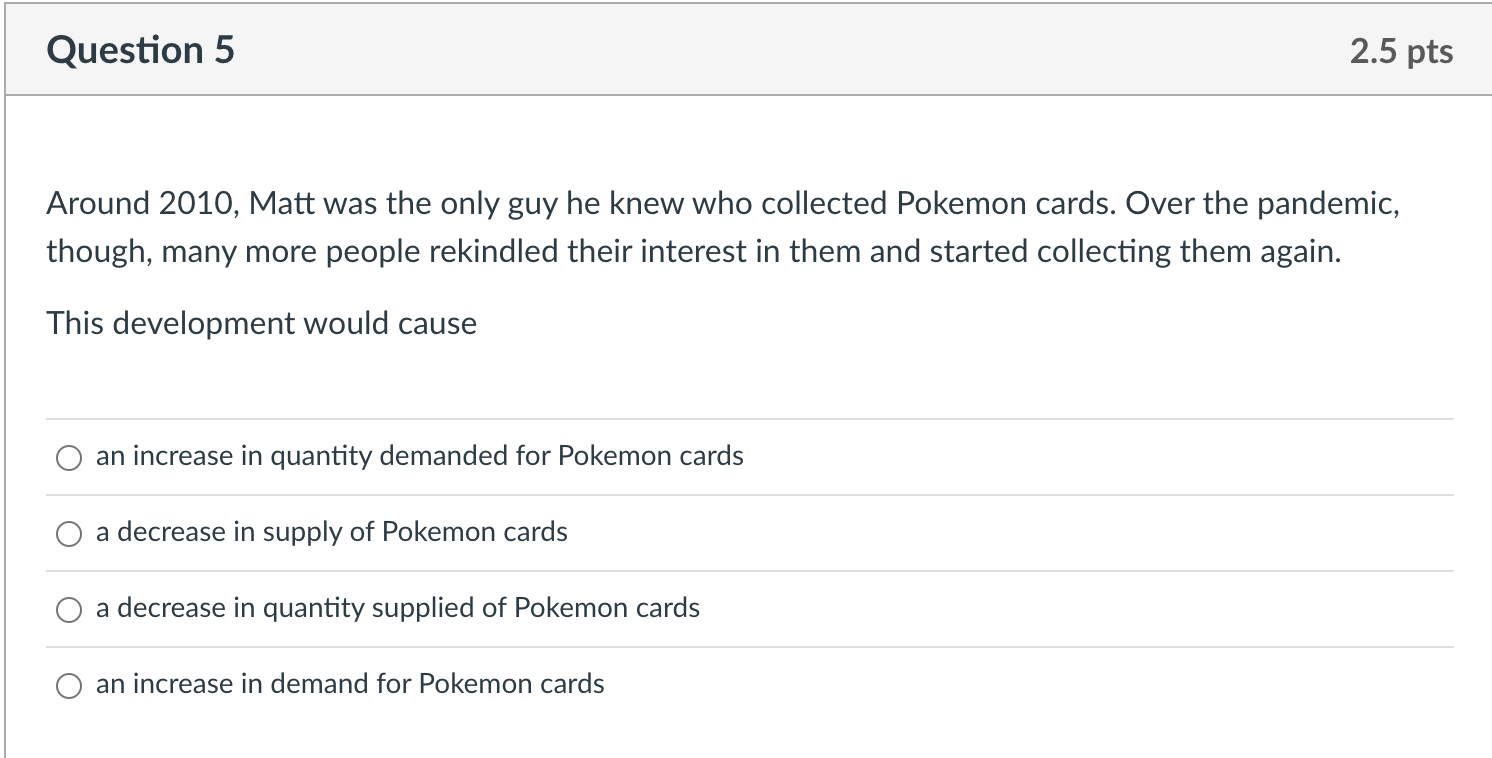 Question 5
2.5 pts
Around 2010, Matt was the only guy he knew who collected Pokemon cards. Over the pandemic,
though, many more people rekindled their interest in them and started collecting them again.
This development would cause
an increase in quantity demanded for Pokemon cards
a decrease in supply of Pokemon cards
a decrease in quantity supplied of Pokemon cards
an increase in demand for Pokemon cards